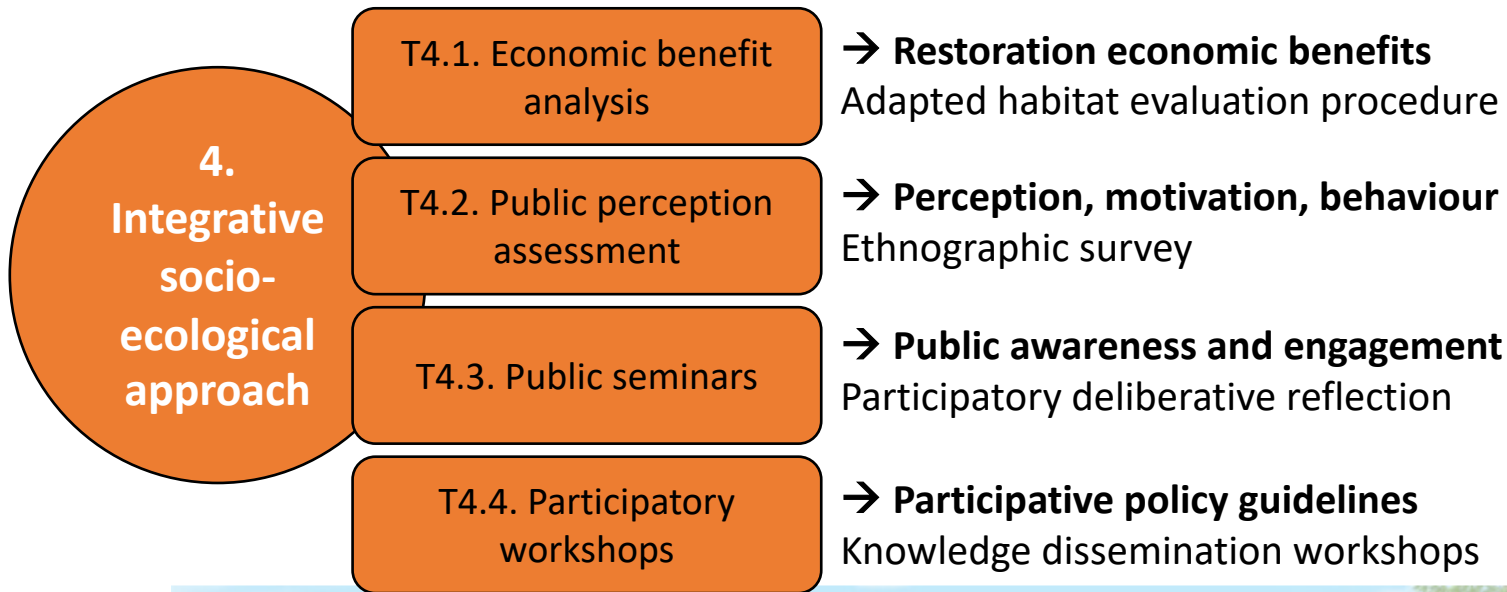 4.
Integrative
socio-
ecological
approach
T4.1. Economic benefit
analysis
→ Restoration economic benefits
Adapted habitat evaluation procedure
T4.2. Public perception
assessment
→ Perception, motivation, behaviour
Ethnographic survey
T4.3. Public seminars
→ Public awareness and engagement
Participatory deliberative reflection
T4.4. Participatory
workshops
→ Participative policy guidelines
Knowledge dissemination workshops